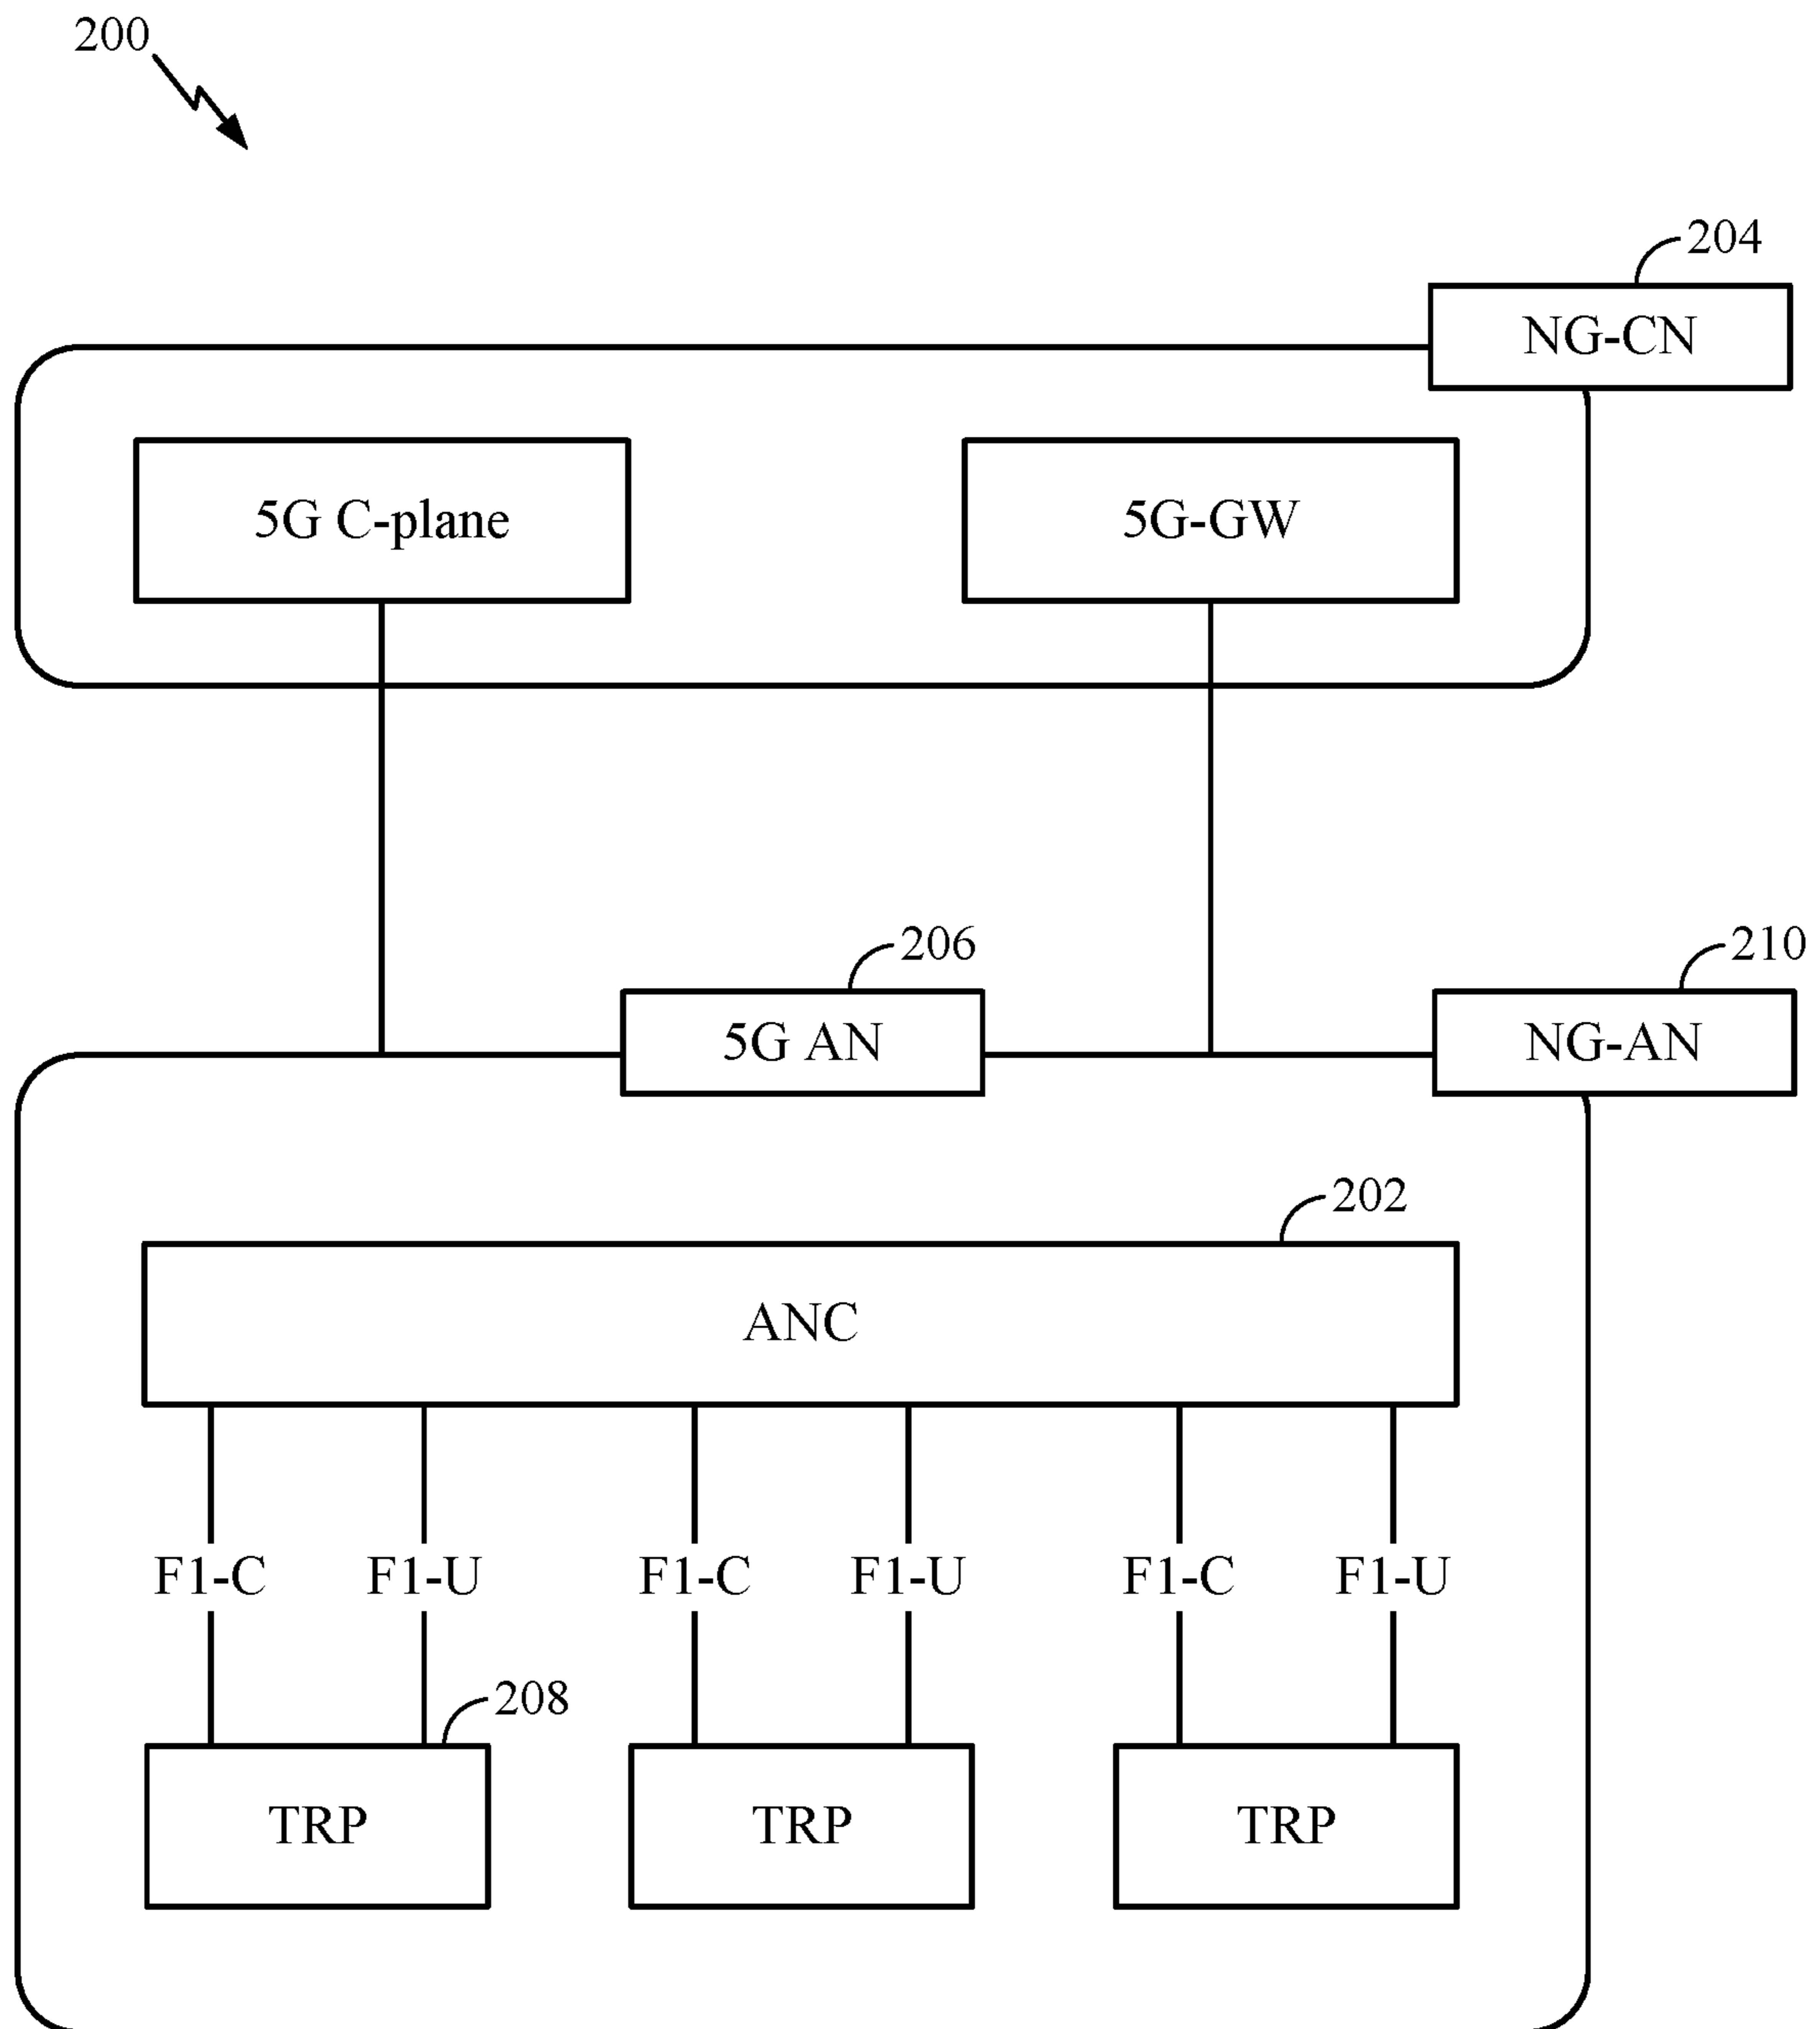 200
204
NG-CN
5G C-plane
5G-GW
206
210
5G AN
NG-AN
202
ANC
F1-C F1-U F1-C F1-U F1-C F1-U
208
TRP TRP TRP